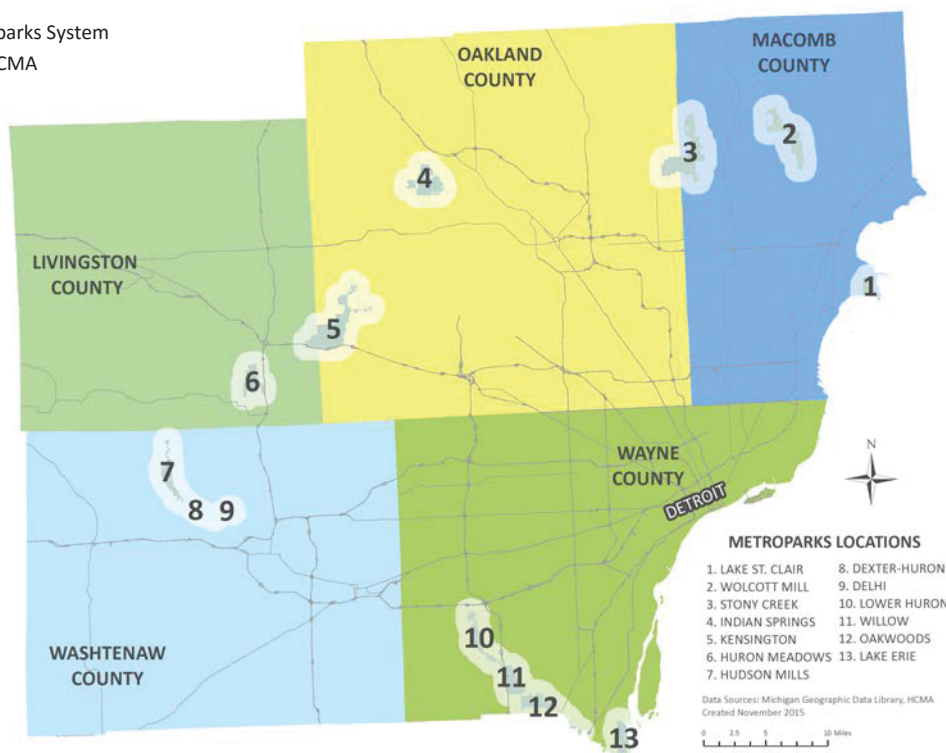 parks System
CMA
OAKLAND
COUNTY
MACOMB
COUNTY
2
3
4
LIVINGSTON
COUNTY
1
5
6
WAYNE
COUNTY
7
8
9
DETROIT
N
10
WASHTENAW
COUNTY
11
12
13
METROPARKS LOCATIONS
1. LAKE ST. CLAIR
2. WOLCOTT MILL
3. STONY CREEK
4. INDIAN SPRINGS
5. KENSINGTON
6. HURON MEADOWS
7. HUDSON MILLS
8. DEXTER-HURON
9. DELHI
10. LOWER HURON
11. WILLOW
12. OAKWOODS
13. LAKE ERIE
Data Sources: Michigan Geographic Data Library, HCMA
Created November 2015
0 2.5 5 10 Miles